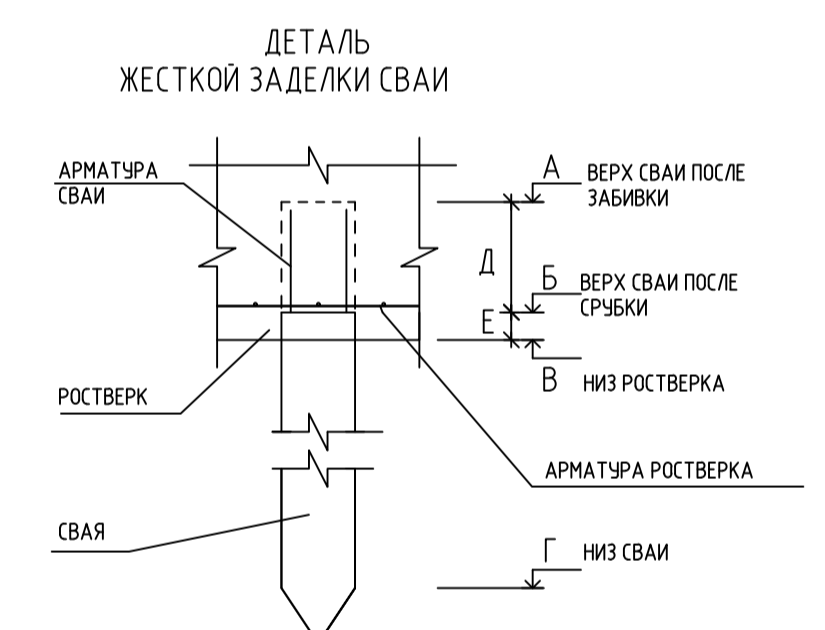 ДЕТАЛЬ
ЖЕСТКОЙ ЗАДЕЛКИ СВАИ
АРМАТУРА
СВАИ
А
ВЕРХ СВАИ ПОСЛЕ
ЗАБИВКИ
Д
Б
ВЕРХ СВАИ ПОСЛЕ
СРУБКИ
Е
В
НИЗ РОСТВЕРКА
РОСТВЕРК
АРМАТУРА РОСТВЕРКА
СВАЯ
Г
НИЗ СВАИ